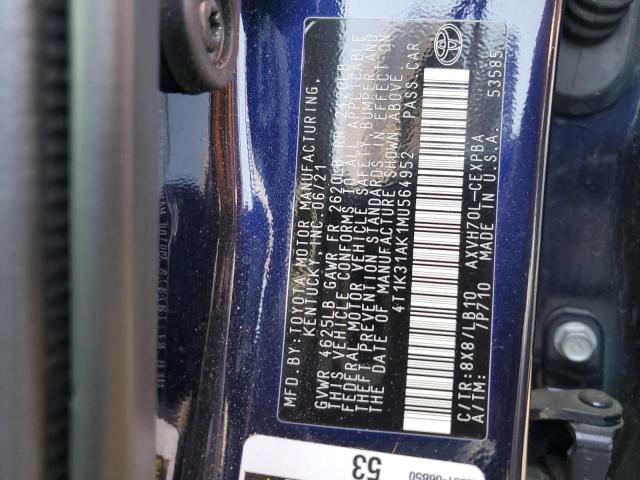 MFD.BY:TOYOTA MOTOR MANUFACTURING,
KENTUCKY, INC. 06/21
GVWR 4625LB GAWR FR 2620LB RR 2420LB
THIS VEHICLE CONFORMS TO ALL APPLICABLE
FEDERAL MOTOR VEHICLE SAFETY, BUMPER, AND
THEFT PREVENTION STANDARDS IN EFFECT ON
THE DATE OF MANUFACTURE SHOWN ABOVE.
4T1K31AK1MU564952 PASS.CAR
C/TR:8X8/LB10 AXVH70L-CEXPBA
A/TM: /P710 MADE IN U.S.A. 53585
53